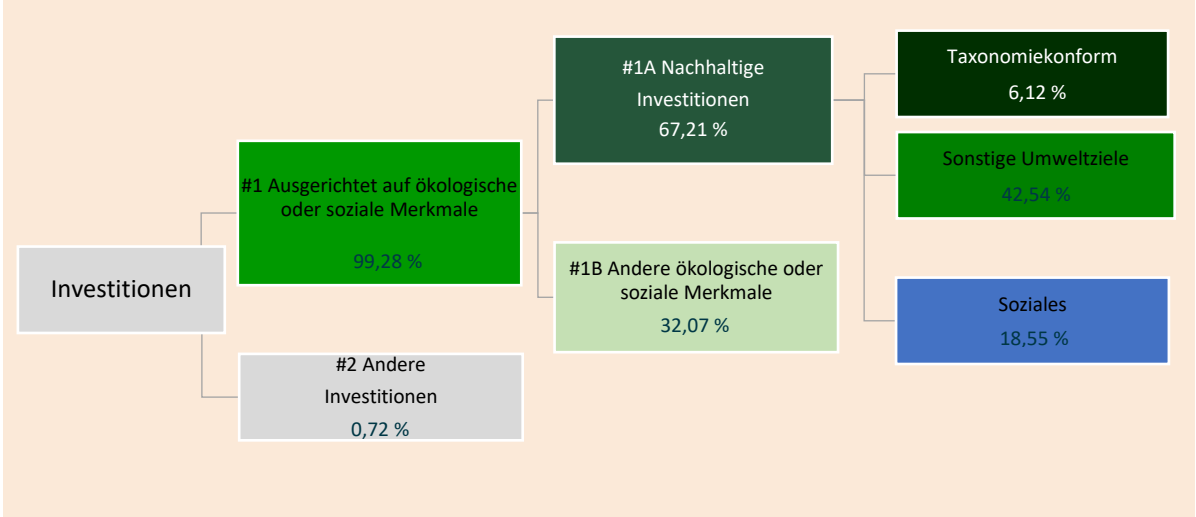 Investitionen
#1 Ausgerichtet auf ökologische
oder soziale Merkmale
99,28 %
#2 Andere
Investitionen
0,72 %
#1A Nachhaltige
Investitionen
67,21 %
#1B Andere ökologische oder
soziale Merkmale
32,07 %
Taxonomiekonform
6,12 %
Sonstige Umweltziele
42,54 %
Soziales
18,55 %